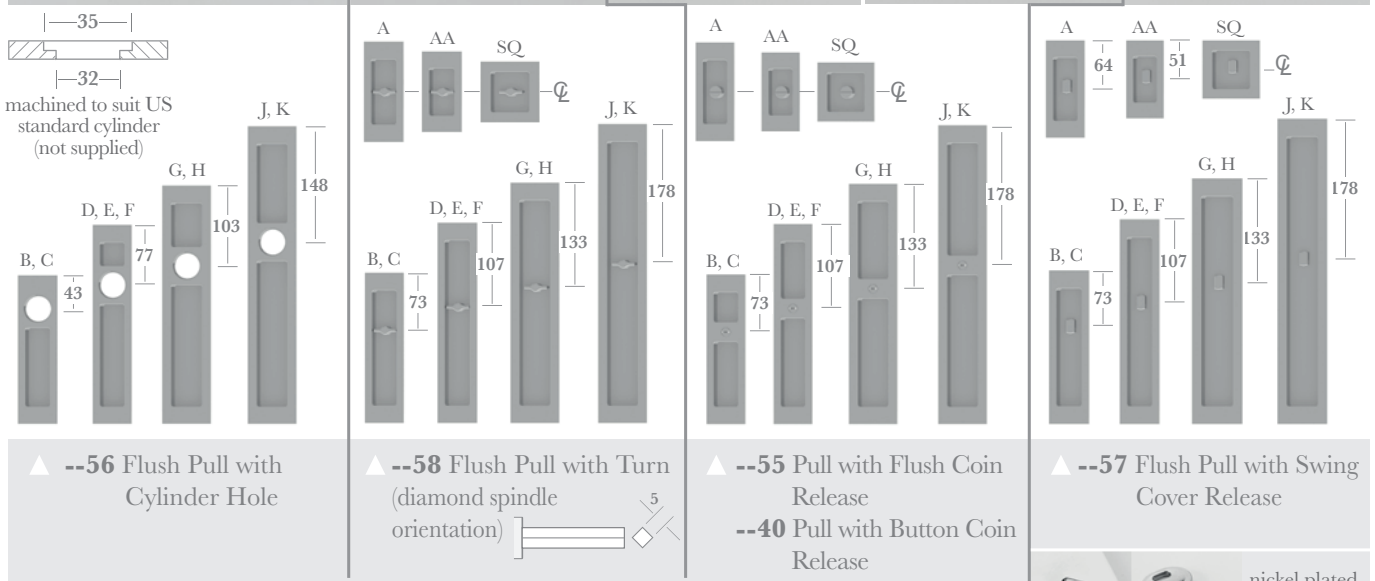 35
32
machined to suit US
standard cylinder
(not supplied)
B, C
43
D, E, F
77
G, H
103
J, K
148
▲ --56 Flush Pull with
Cylinder Hole
A
AA
SQ
℄
B, C
73
D, E, F
107
G, H
133
J, K
178
▲ --58 Flush Pull with Turn
(diamond spindle
orientation)
5
A
AA
SQ
℄
B, C
73
D, E, F
107
G, H
133
J, K
178
▲ --55 Pull with Flush Coin
Release
--40 Pull with Button Coin
Release
A
64
AA
51
SQ
℄
B, C
73
D, E, F
107
G, H
133
J, K
178
▲ --57 Flush Pull with Swing
Cover Release
nickel plated